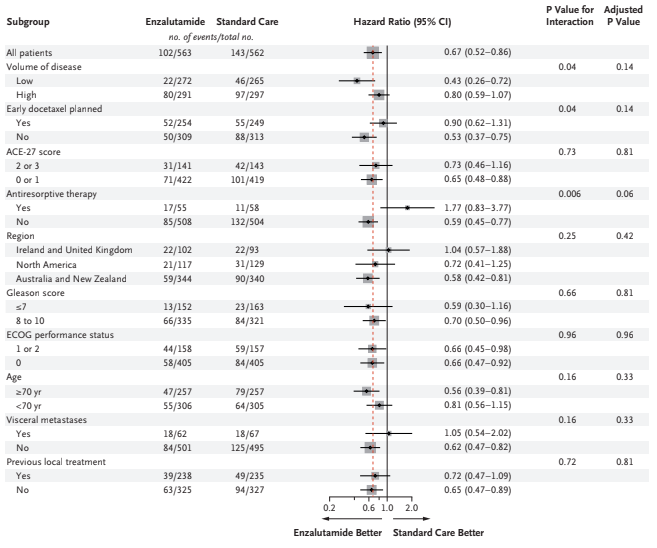 P Value for Adjusted
Subgroup Enzalutamide Standard Care Hazard Ratio (95% CI) Interaction P Value
no. of events/total no.
All patients 102/563 143/562 0.67 (0.52–0.86)
Volume of disease 0.04 0.14
Low 22/272 46/265 0.43 (0.26–0.72)
High 80/291 97/297 0.80 (0.59–1.07)
Early docetaxel planned 0.04 0.14
Yes 52/254 55/249 0.90 (0.62–1.31)
No 50/309 88/313 0.53 (0.37–0.75)
ACE-27 score 0.73 0.81
2 or 3 31/141 42/143 0.73 (0.46–1.16)
0 or 1 71/422 101/419 0.65 (0.48–0.88)
Antiresorptive therapy 0.006 0.06
Yes 17/55 11/58 1.77 (0.83–3.77)
No 85/508 132/504 0.59 (0.45–0.77)
Region 0.25 0.42
Ireland and United Kingdom 22/102 22/93 1.04 (0.57–1.88)
North America 21/117 31/129 0.72 (0.41–1.25)
Australia and New Zealand 59/344 90/340 0.58 (0.42–0.81)
Gleason score 0.66 0.81
≤7 13/152 23/163 0.59 (0.30–1.16)
8 to 10 66/335 84/321 0.70 (0.50–0.96)
ECOG performance status 0.96 0.96
1 or 2 44/158 59/157 0.66 (0.45–0.98)
0 58/405 84/405 0.66 (0.47–0.92)
Age 0.16 0.33
≥70 yr 47/257 79/257 0.56 (0.39–0.81)
<70 yr 55/306 64/305 0.81 (0.56–1.15)
Visceral metastases 0.16 0.33
Yes 18/62 18/67 1.05 (0.54–2.02)
No 84/501 125/495 0.62 (0.47–0.82)
Previous local treatment 0.72 0.81
Yes 39/238 49/235 0.72 (0.47–1.09)
No 63/325 94/327 0.65 (0.47–0.89)
0.2 0.6 1.0 2.0
Enzalutamide Better Standard Care Better